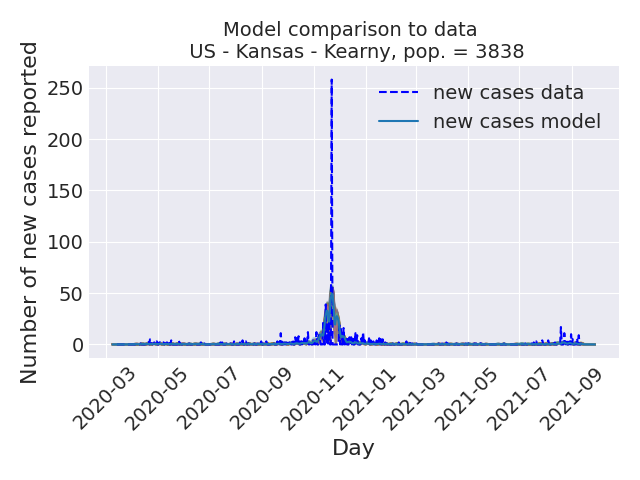 Model comparison to data
US - Kansas - Kearny, pop. = 3838
Number of new cases reported
250
200
150
100
50
0
new cases data
new cases model
2020-03
2020-05
2020-07
2020-09
2020-11
2021-01
2021-03
2021-05
2021-07
2021-09
Day